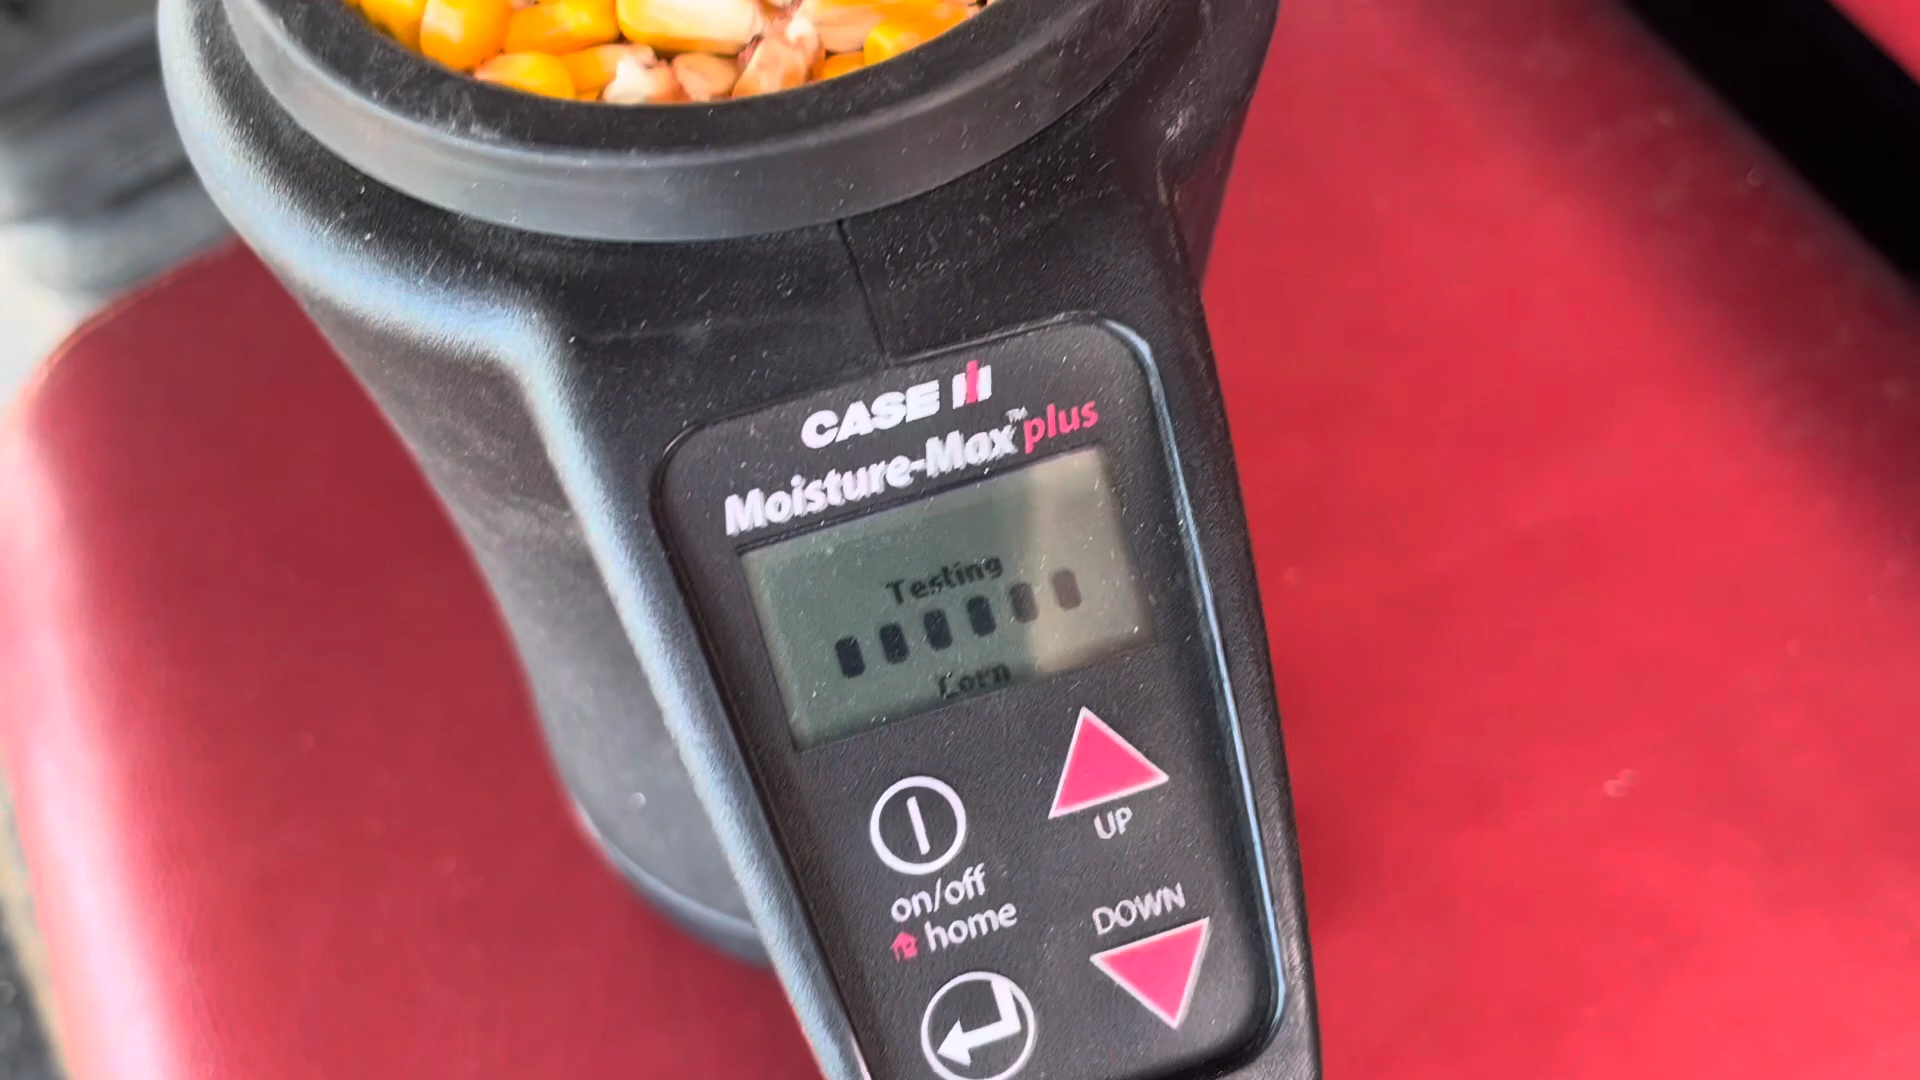 CASE IH
Moisture-Max™ plus
Testing
Corn
UP
on/off
home
DOWN